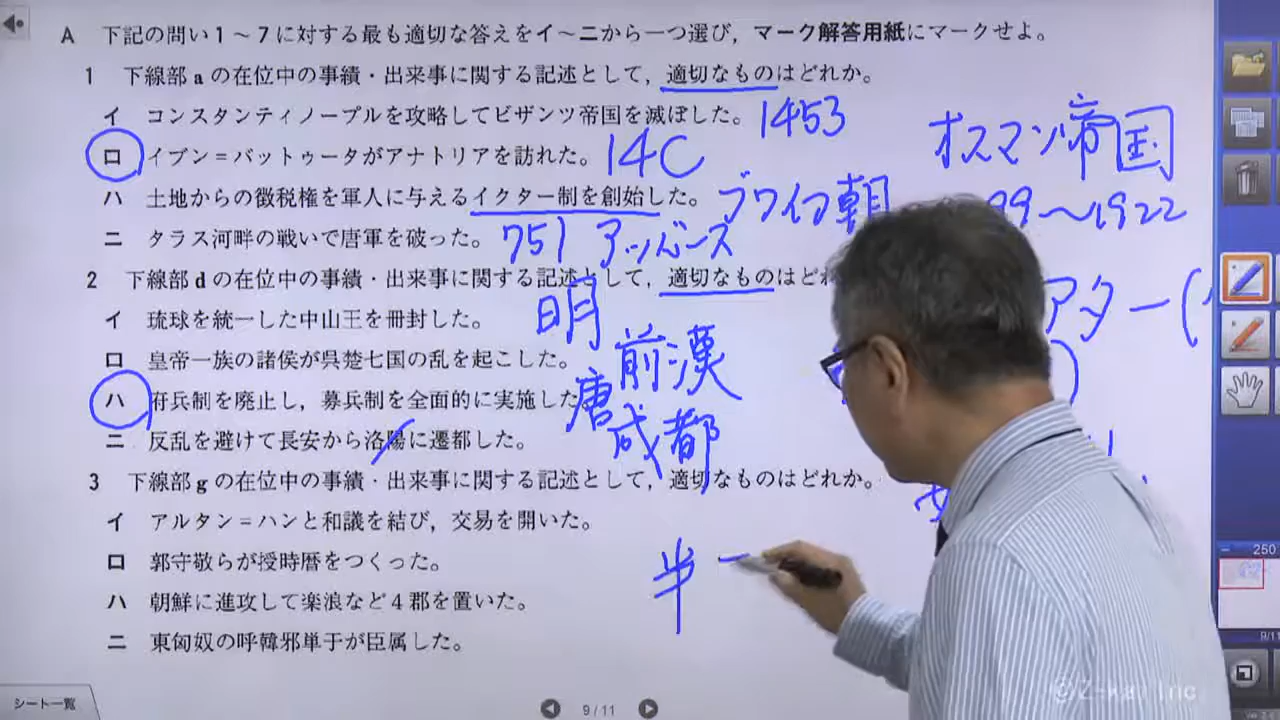 A 下記の問い1～7に対する最も適切な答えをイ～ニから一つ選び，マーク解答用紙にマークせよ。
1 下線部aの在位中の事績・出来事に関する記述として，適切なものはどれか。
イ コンスタンティノープルを攻略してビザンツ帝国を滅ぼした。 1453
オスマン帝国
ロ イブン＝バットゥータがアナトリアを訪れた。 14C
ハ 土地からの徴税権を軍人に与えるイクター制を創始した。 ブワイフ朝
99～1922
ニ タラス河畔の戦いで唐軍を破った。 751 アッバース
2 下線部dの在位中の事績・出来事に関する記述として，適切なものはど
アター(
イ 琉球を統一した中山王を冊封した。 明
ロ 皇帝一族の諸侯が呉楚七国の乱を起こした。 前漢
)
ハ 府兵制を廃止し，募兵制を全面的に実施した 唐
ニ 反乱を避けて長安から洛陽に遷都した。 成都
3 下線部gの在位中の事績・出来事に関する記述として，適切なものはどれか。
イ アルタン＝ハンと和議を結び，交易を開いた。
ロ 郭守敬らが授時暦をつくった。
半
ハ 朝鮮に進攻して楽浪など4郡を置いた。
ニ 東匈奴の呼韓邪単于が臣属した。
シート一覧
9/11
250
9/11
©Z-kai Inc.